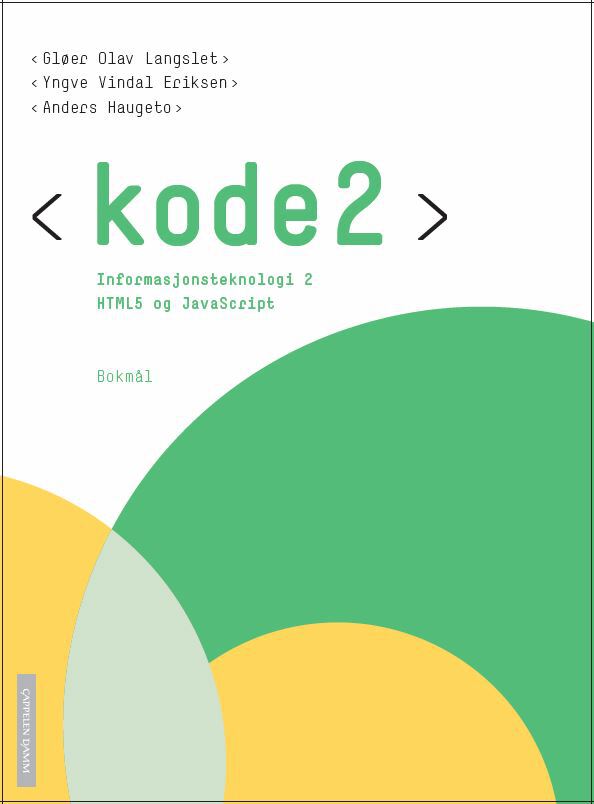 <Gløer Olav Langslet>
<Yngve Vindal Eriksen>
<Anders Haugeto>
< kode2 >
Informasjonsteknologi 2
HTML5 og JavaScript
Bokmål
CAPPELEN DAMM